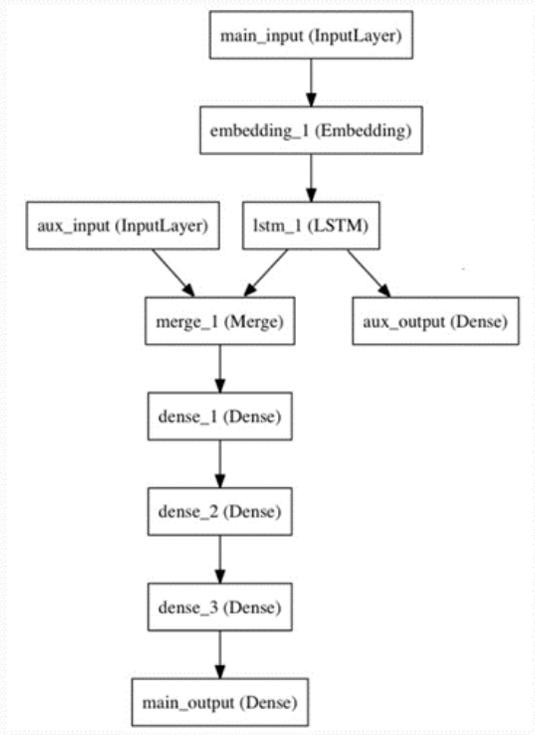 main_input (InputLayer)
embedding_1 (Embedding)
aux_input (InputLayer)
lstm_1 (LSTM)
merge_1 (Merge)
aux_output (Dense)
dense_1 (Dense)
dense_2 (Dense)
dense_3 (Dense)
main_output (Dense)